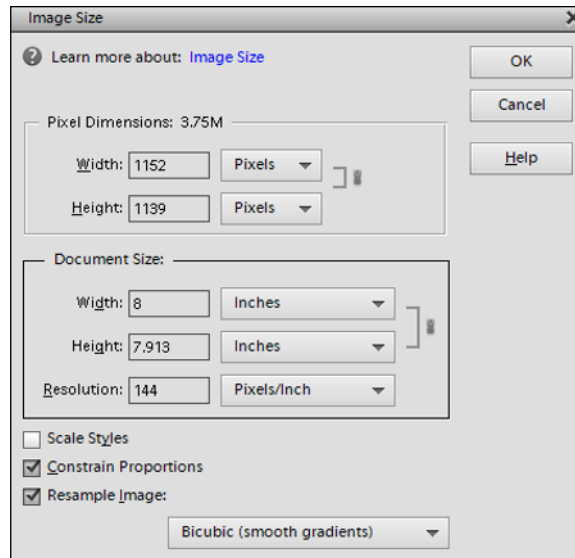 Image Size
Learn more about: Image Size
OK
Cancel
Help
Pixel Dimensions: 3.75M
Width: 1152 Pixels
Height: 1139 Pixels
Document Size:
Width: 8 Inches
Height: 7.913 Inches
Resolution: 144 Pixels/Inch
Scale Styles
Constrain Proportions
Resample Image:
Bicubic (smooth gradients)